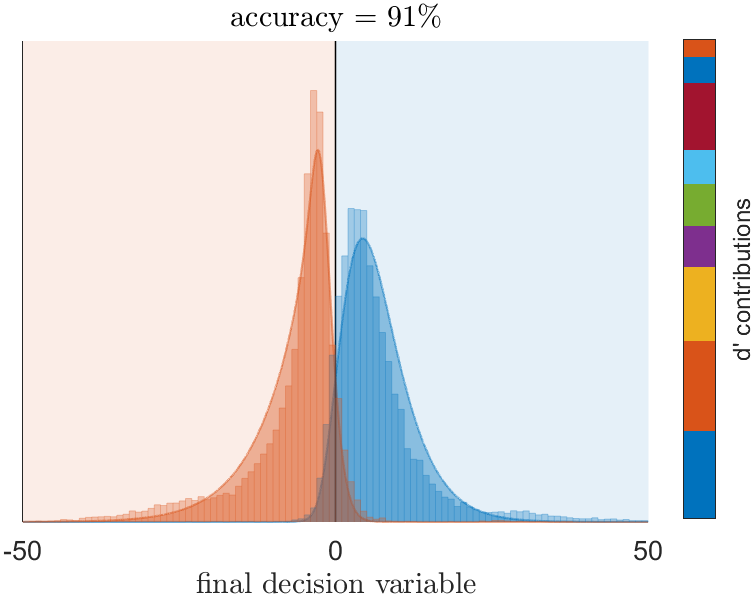 accuracy = 91%
-50
0
50
final decision variable
d' contributions